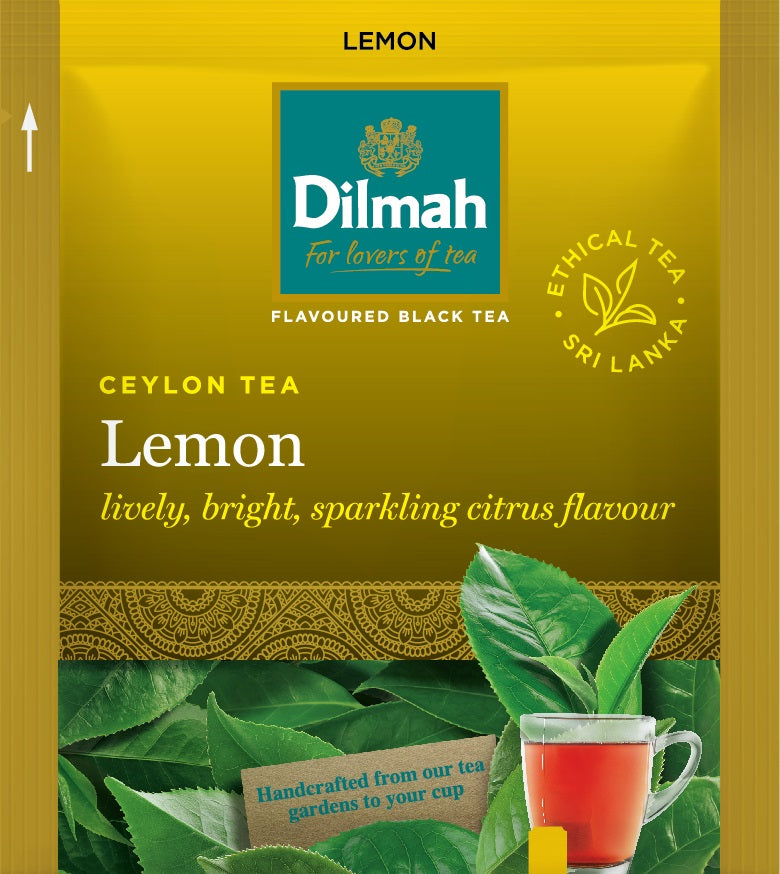 LEMON
Dilmah
For lovers of tea
FLAVOURED BLACK TEA
ETHICAL TEA
SRI LANKA
CEYLON TEA
Lemon
lively, bright, sparkling citrus flavour
Handcrafted from our tea
gardens to your cup